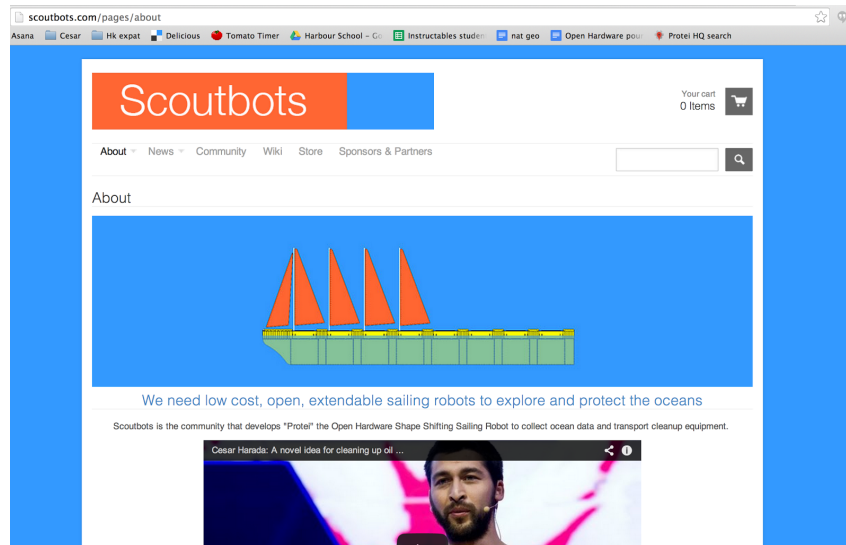 scoutbots.com/pages/about
Asana Cesar Hk expat Delicious Tomato Timer Harbour School – Go Instructables studen nat geo Open Hardware pour Protei HQ search
Scoutbots
Your cart
0 Items
About News Community Wiki Store Sponsors & Partners
About
We need low cost, open, extendable sailing robots to explore and protect the oceans
Scoutbots is the community that develops "Protei" the Open Hardware Shape Shifting Sailing Robot to collect ocean data and transport cleanup equipment.
Cesar Harada: A novel idea for cleaning up oil ...